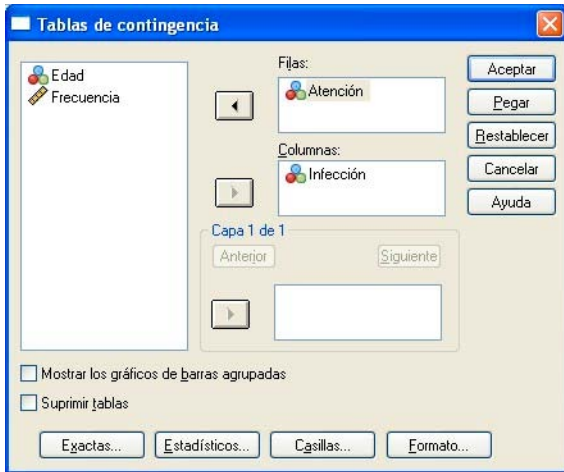 Tablas de contingencia
Edad
Frecuencia
Filas:
Atención
Columnas:
Infección
Capa 1 de 1
Anterior
Siguiente
Aceptar
Pegar
Restablecer
Cancelar
Ayuda
Mostrar los gráficos de barras agrupadas
Suprimir tablas
Exactas...
Estadísticos...
Casillas...
Formato...